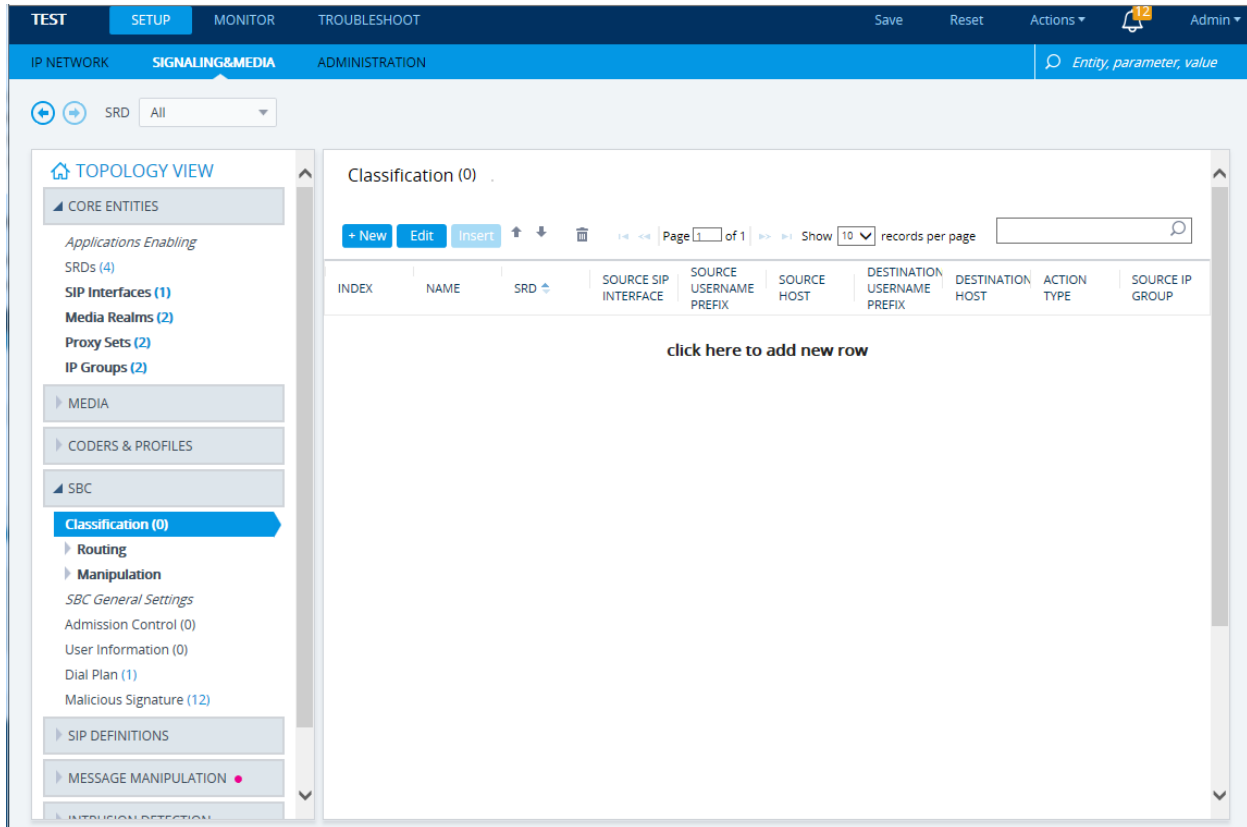 TEST SETUP MONITOR TROUBLESHOOT Save Reset Actions 12 Admin
IP NETWORK SIGNALING&MEDIA ADMINISTRATION Entity, parameter, value
SRD All
TOPOLOGY VIEW
CORE ENTITIES
Applications Enabling
SRDs (4)
SIP Interfaces (1)
Media Realms (2)
Proxy Sets (2)
IP Groups (2)
MEDIA
CODERS & PROFILES
SBC
Classification (0)
Routing
Manipulation
SBC General Settings
Admission Control (0)
User Information (0)
Dial Plan (1)
Malicious Signature (12)
SIP DEFINITIONS
MESSAGE MANIPULATION
INTRUSION DETECTION
Classification (0) .
+ New Edit Insert Page 1 of 1 Show 10 records per page
INDEX
NAME
SRD
SOURCE SIP
INTERFACE
SOURCE
USERNAME
PREFIX
SOURCE
HOST
DESTINATION
USERNAME
PREFIX
DESTINATION
HOST
ACTION
TYPE
SOURCE IP
GROUP
click here to add new row